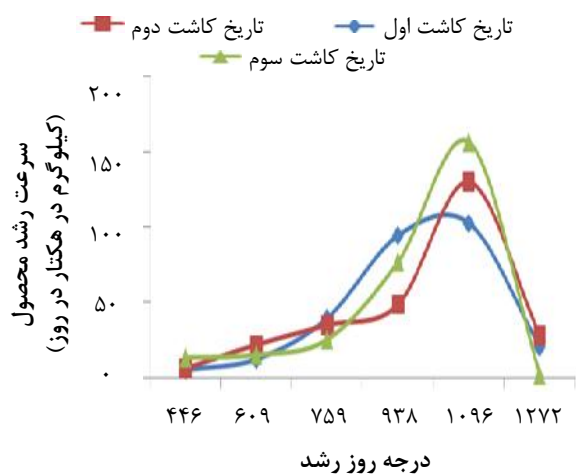 تاریخ کاشت اول تاریخ کاشت دوم
تاریخ کاشت سوم
سرعت رشد محصول
(کیلوگرم در هکتار در روز)
۲۰۰
۱۵۰
۱۰۰
۵۰
۰
۴۴۶ ۶۰۹ ۷۵۹ ۹۳۸ ۱۰۹۶ ۱۲۷۲
درجه روز رشد